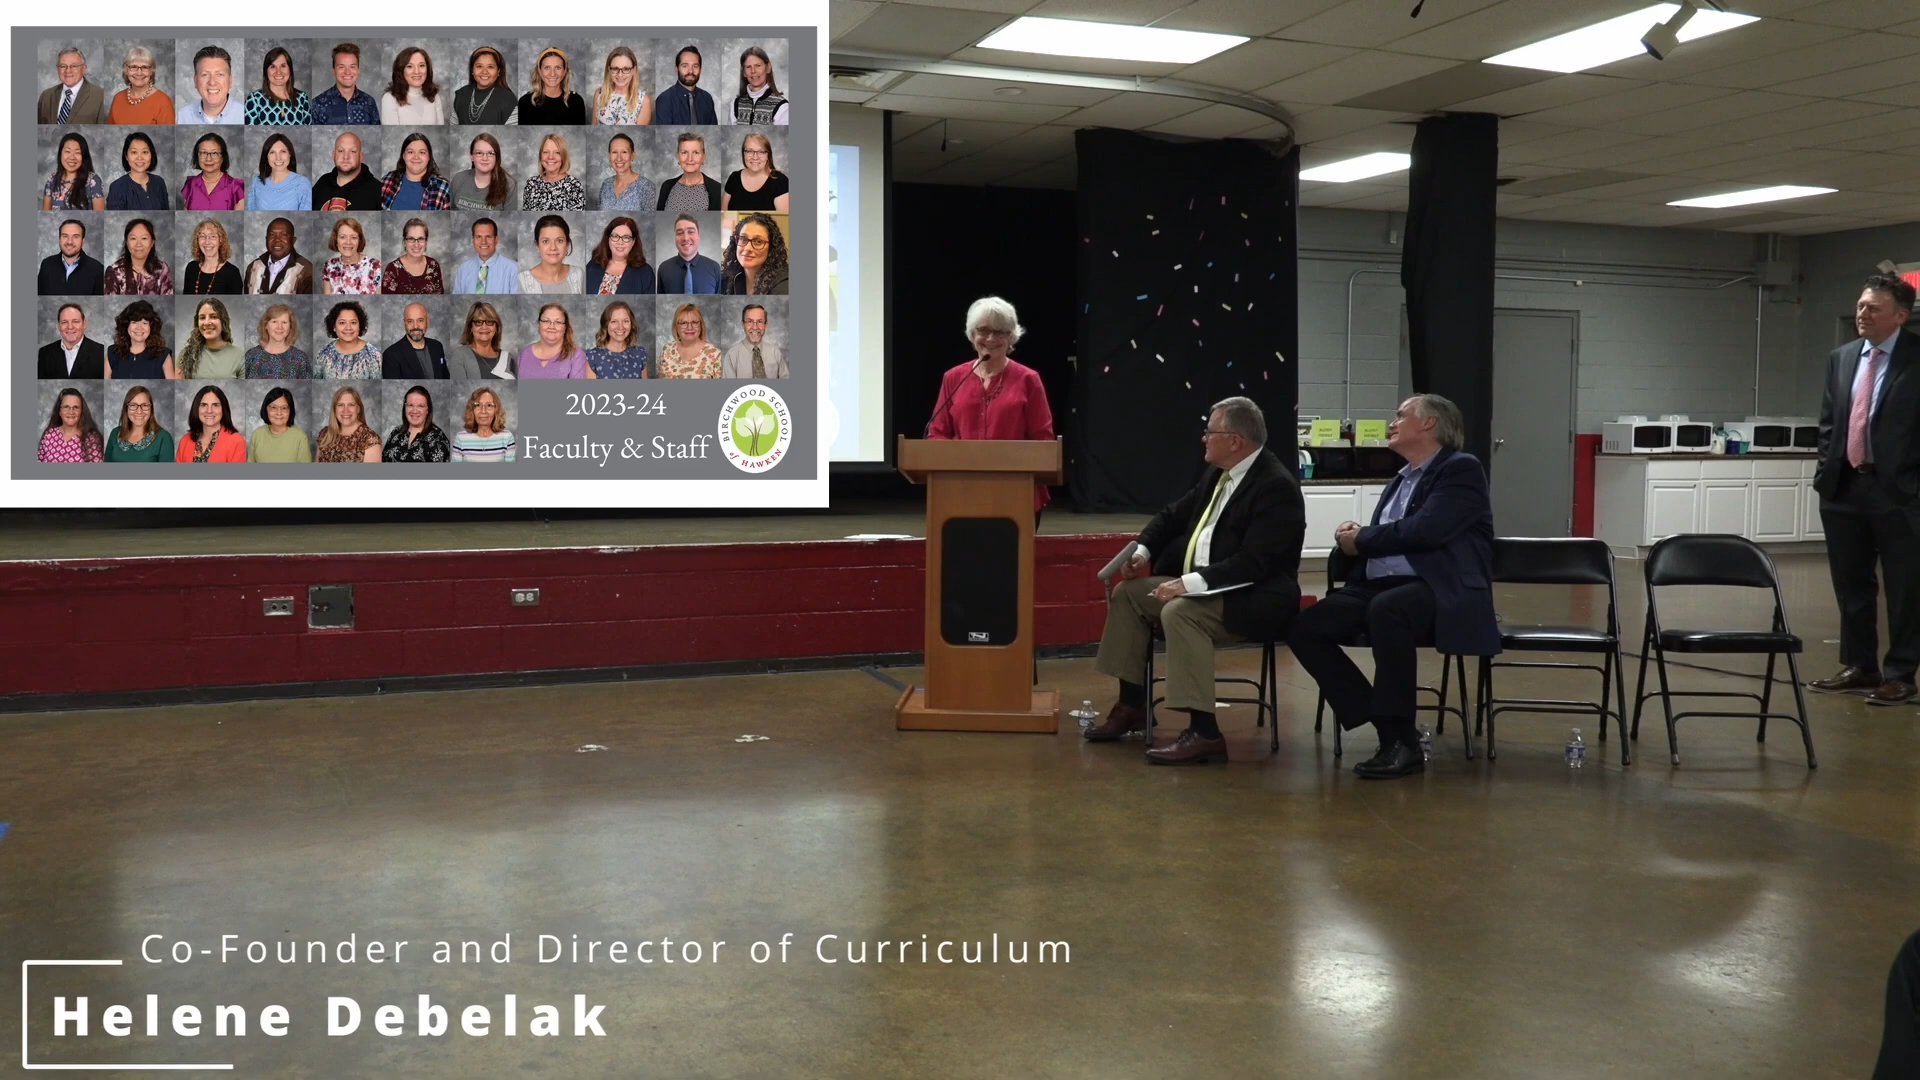 2023-24
Faculty & Staff
BIRCHWOOD SCHOOL
of HAWKEN
Co-Founder and Director of Curriculum
Helene Debelak